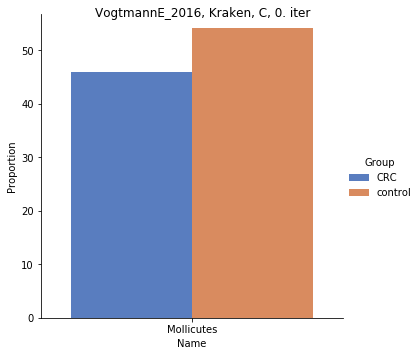 VogtmannE_2016, Kraken, C, 0. iter
Proportion
50
40
30
20
10
0
Mollicutes
Name
Group
CRC
control